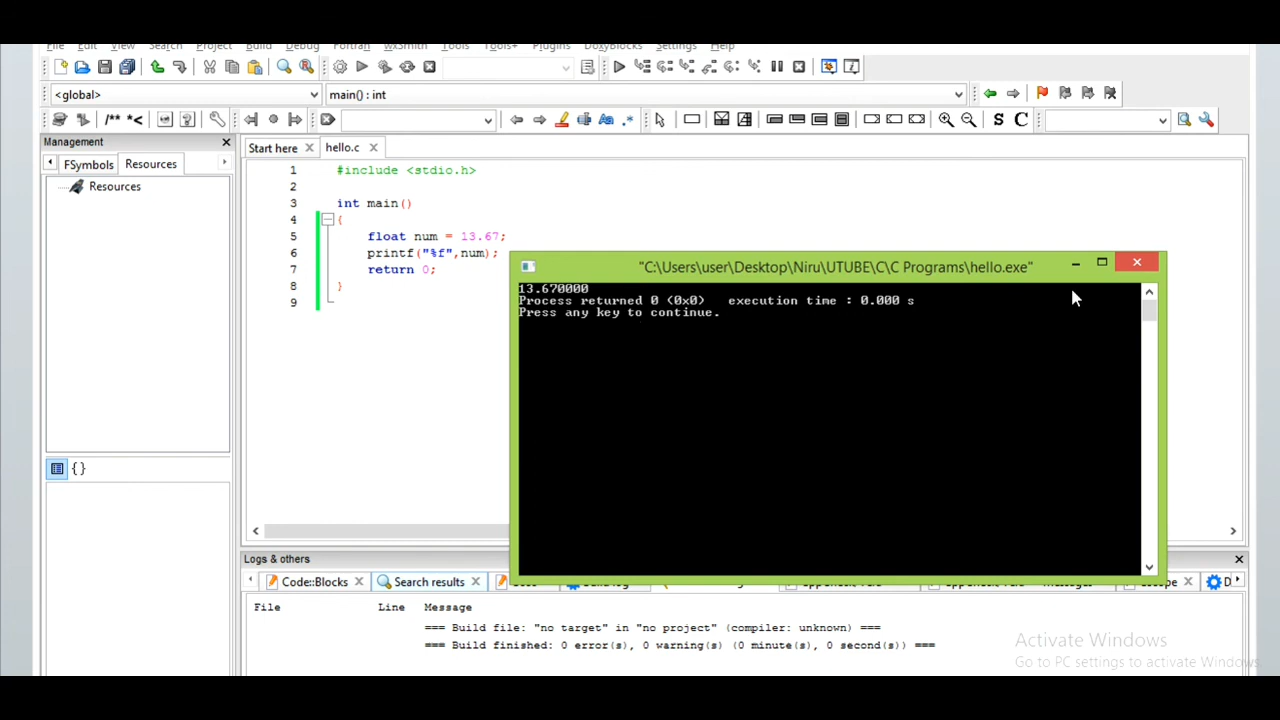 File Edit View Search Project Build Debug Fortran wxSmith Tools Tools+ Plugins DoxyBlocks Settings Help
<global> main() : int
/** *< .* S C
Management
FSymbols Resources
Resources
{}
Start here hello.c
1 #include <stdio.h>
2
3 int main()
4 {
5 float num = 13.67;
6 printf("%f",num);
7 return 0;
8 }
9
"C:\Users\user\Desktop\Niru\UTUBE\C\C Programs\hello.exe"
13.670000
Process returned 0 (0x0) execution time : 0.000 s
Press any key to continue.
Logs & others
Code::Blocks Search results
File Line Message
=== Build file: "no target" in "no project" (compiler: unknown) ===
=== Build finished: 0 error(s), 0 warning(s) (0 minute(s), 0 second(s)) ===
Activate Windows
Go to PC settings to activate Windows.